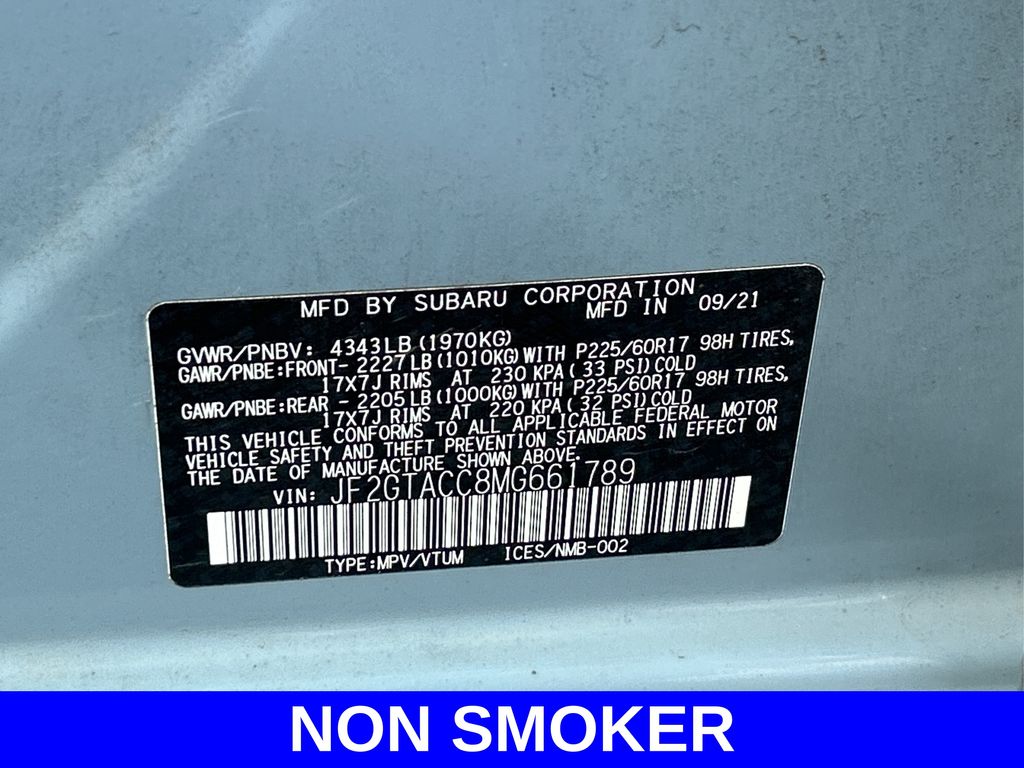 MFD BY SUBARU CORPORATION
MFD IN 09/21
GVWR/PNBV: 4343LB (1970KG)
GAWR/PNBE:FRONT- 2227LB (1010KG) WITH P225/60R17 98H TIRES,
17X7J RIMS AT 230 KPA ( 33 PSI) COLD
GAWR/PNBE:REAR - 2205LB (1000KG) WITH P225/60R17 98H TIRES,
17X7J RIMS AT 220 KPA ( 32 PSI) COLD
THIS VEHICLE CONFORMS TO ALL APPLICABLE FEDERAL MOTOR
VEHICLE SAFETY AND THEFT PREVENTION STANDARDS IN EFFECT ON
THE DATE OF MANUFACTURE SHOWN ABOVE.
VIN: JF2GTACC8MG661789
TYPE:MPV/VTUM ICES/NMB-002
NON SMOKER